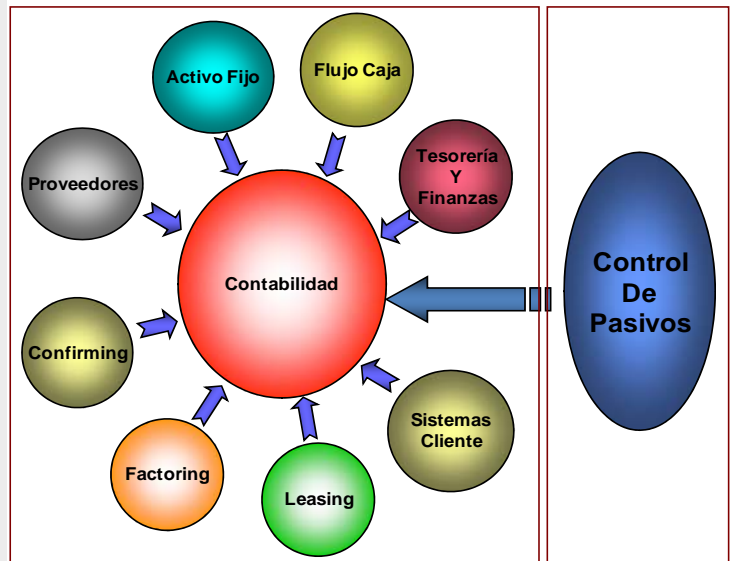 Activo Fijo
Flujo Caja
Tesorería
Y
Finanzas
Proveedores
Contabilidad
Control
De
Pasivos
Confirming
Sistemas
Cliente
Factoring
Leasing